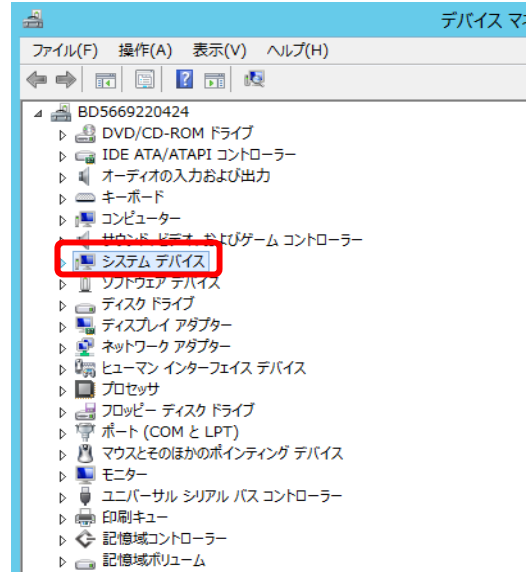 デバイス マネ
ファイル(F) 操作(A) 表示(V) ヘルプ(H)
BD5669220424
DVD/CD-ROM ドライブ
IDE ATA/ATAPI コントローラー
オーディオの入力および出力
キーボード
コンピューター
サウンド、ビデオ、およびゲーム コントローラー
システム デバイス
ソフトウェア デバイス
ディスク ドライブ
ディスプレイ アダプター
ネットワーク アダプター
ヒューマン インターフェイス デバイス
プロセッサ
フロッピー ディスク ドライブ
ポート (COM と LPT)
マウスとそのほかのポインティング デバイス
モニター
ユニバーサル シリアル バス コントローラー
印刷キュー
記憶域コントローラー
記憶域ボリューム